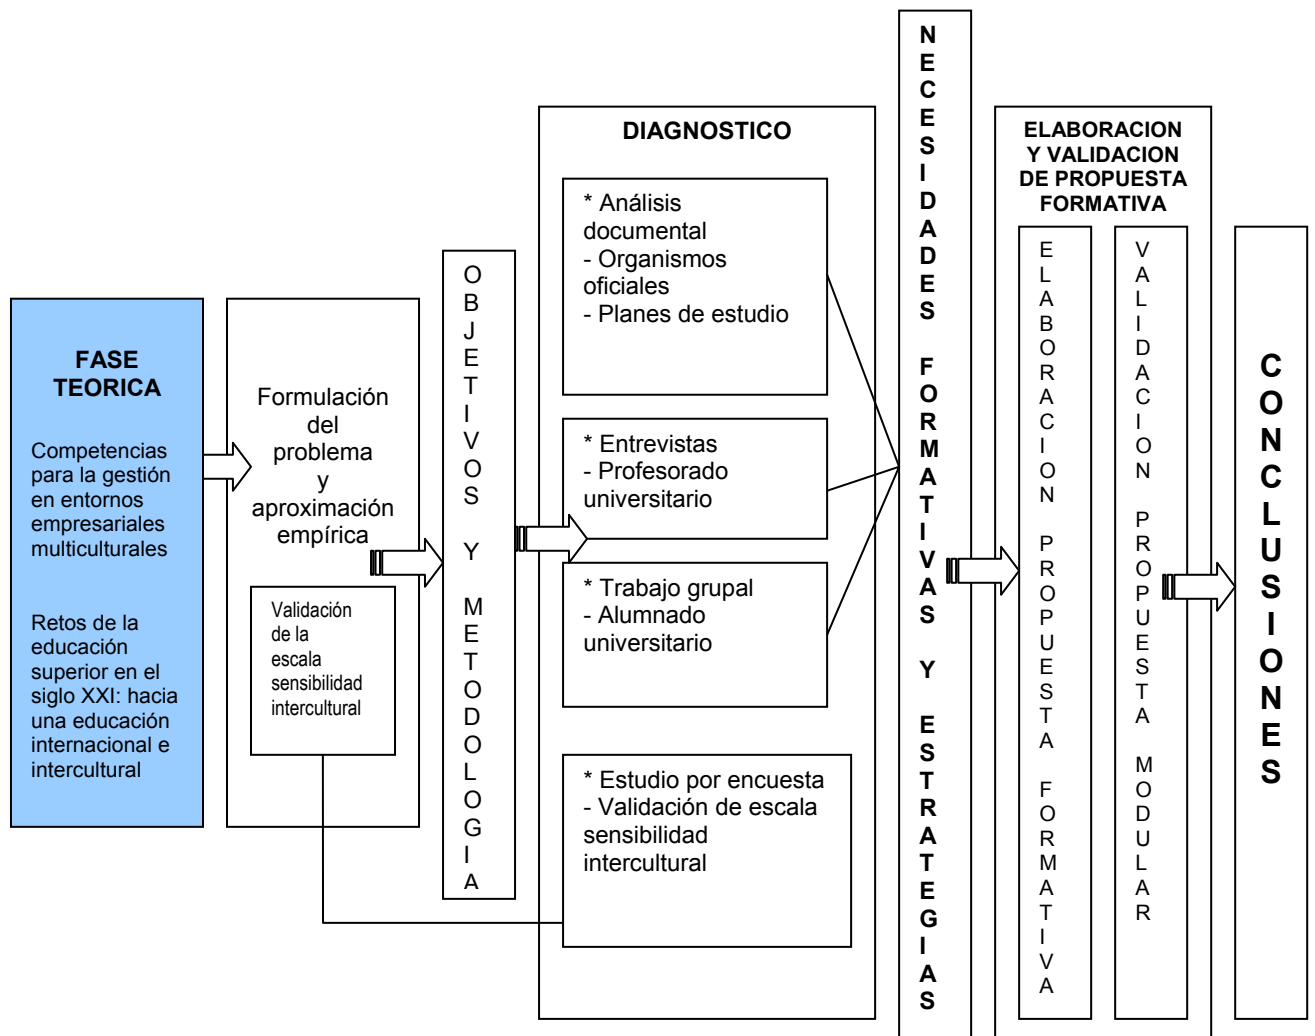 FASE
TEORICA
Competencias
para la gestión
en entornos
empresariales
multiculturales
Retos de la
educación
superior en el
siglo XXI: hacia
una educación
internacional e
intercultural
Formulación
del
problema
y
aproximación
empírica
Validación
de la
escala
sensibilidad
intercultural
OBJETIVOS Y METODOLOGIA
DIAGNOSTICO
* Análisis
documental
- Organismos
oficiales
- Planes de estudio
* Entrevistas
- Profesorado
universitario
* Trabajo grupal
- Alumnado
universitario
* Estudio por encuesta
- Validación de escala
sensibilidad
intercultural
NECESIDADES FORMATIVAS Y ESTRATEGIAS
ELABORACION
Y VALIDACION
DE PROPUESTA
FORMATIVA
ELABORACION PROPUESTA FORMATIVA
VALIDACION PROPUESTA MODULAR
CONCLUSIONES